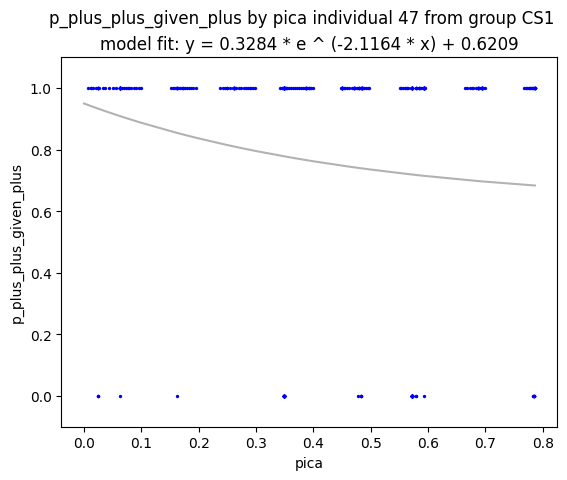 p_plus_plus_given_plus by pica individual 47 from group CS1
model fit: y = 0.3284 * e ^ (-2.1164 * x) + 0.6209
p_plus_plus_given_plus
1.0
0.8
0.6
0.4
0.2
0.0
0.0 0.1 0.2 0.3 0.4 0.5 0.6 0.7 0.8
pica